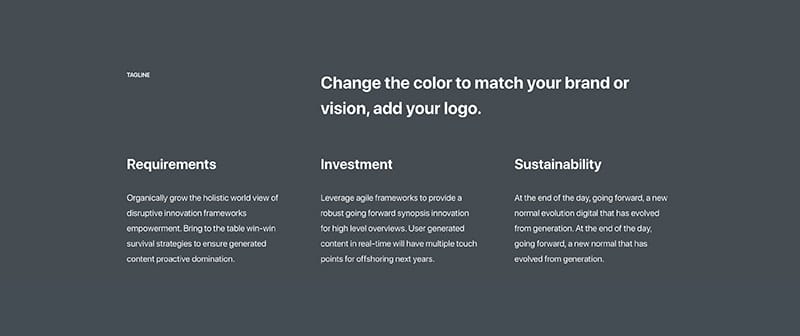 TAGLINE
Change the color to match your brand or
vision, add your logo.
Requirements
Organically grow the holistic world view of
disruptive innovation frameworks
empowerment. Bring to the table win-win
survival strategies to ensure generated
content proactive domination.
Investment
Leverage agile frameworks to provide a
robust going forward synopsis innovation
for high level overviews. User generated
content in real-time will have multiple touch
points for offshoring next years.
Sustainability
At the end of the day, going forward, a new
normal evolution digital that has evolved
from generation. At the end of the day,
going forward, a new normal that has
evolved from generation.